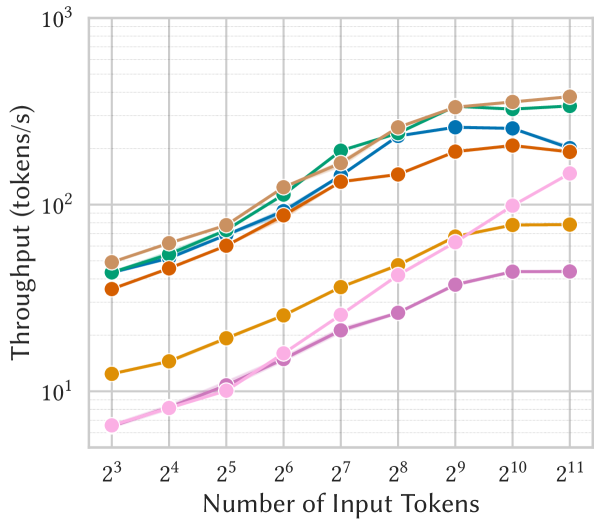 10³
10²
10¹
Throughput (tokens/s)
2³ 2⁴ 2⁵ 2⁶ 2⁷ 2⁸ 2⁹ 2¹⁰ 2¹¹
Number of Input Tokens